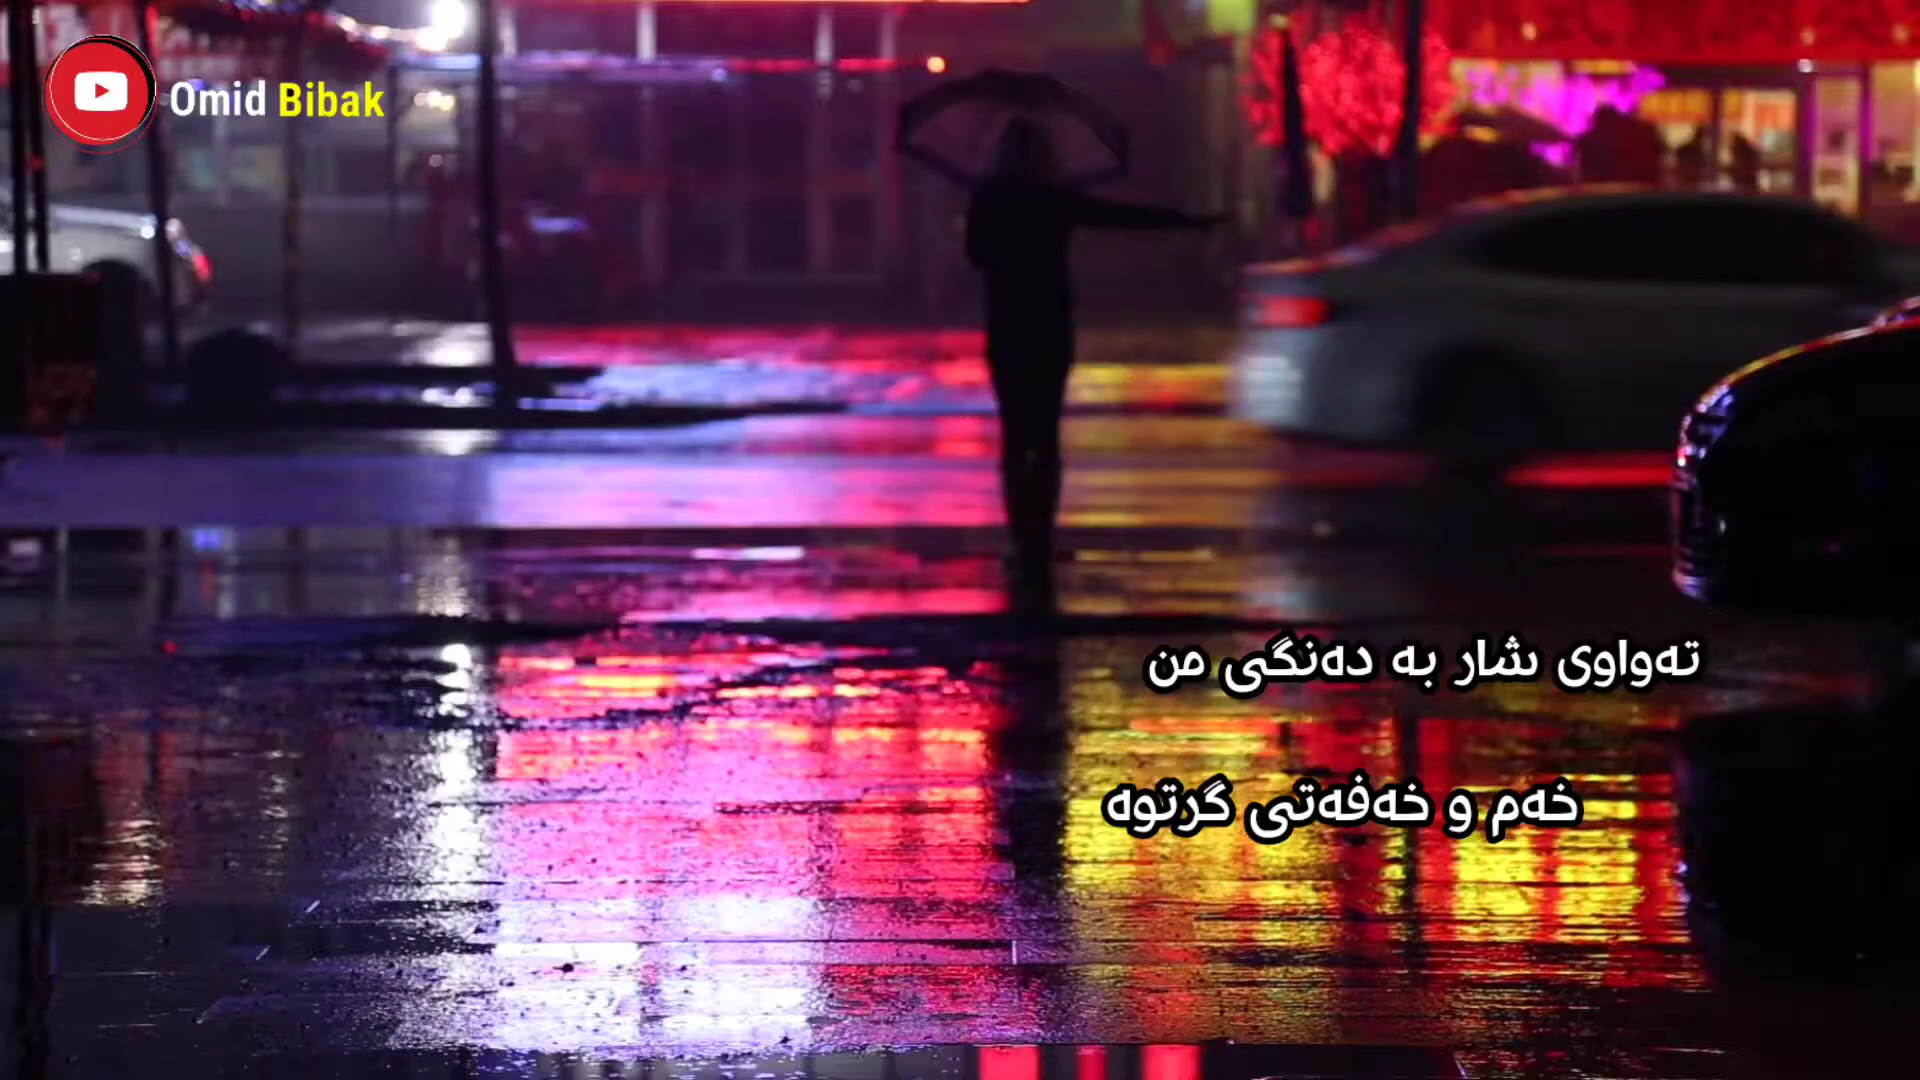 Omid Bibak
تەواوی شار بە دەنگی من
خەم و خەفەتی گرتوە